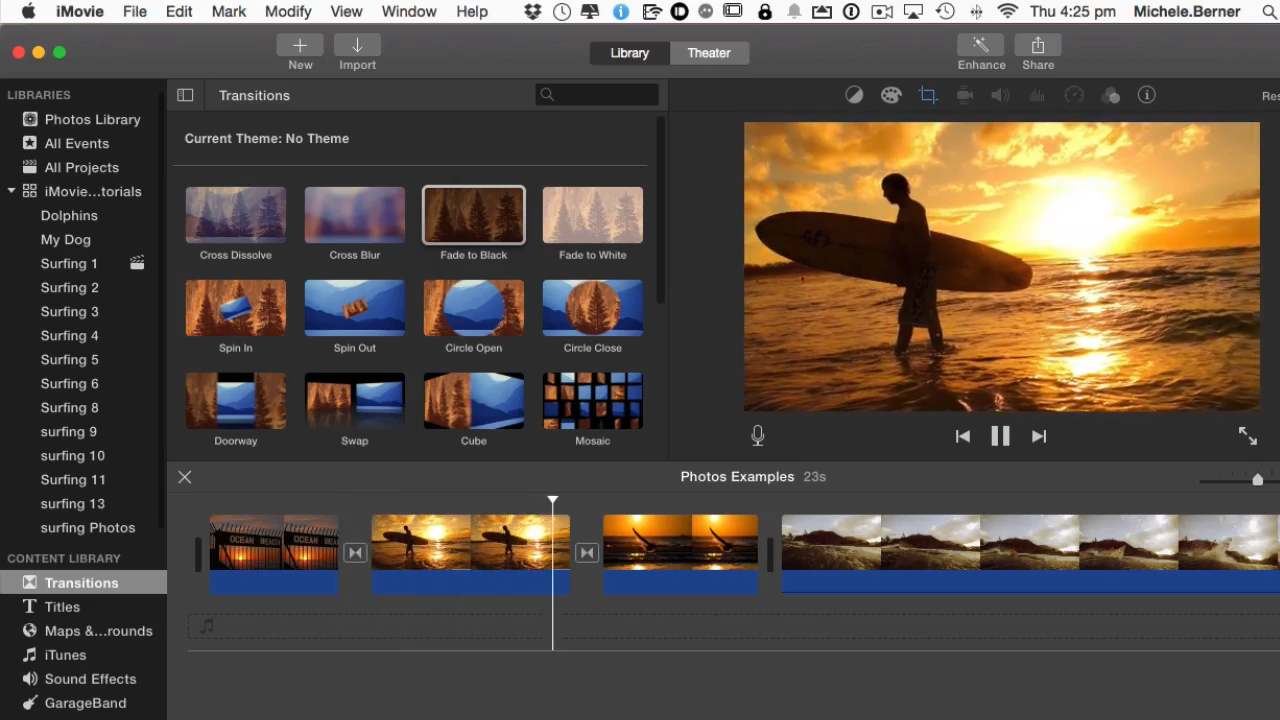 iMovie File Edit Mark Modify View Window Help Thu 4:25 pm Michele.Berner
New Import Library Theater Enhance Share
LIBRARIES
Photos Library
All Events
All Projects
iMovie...torials
Dolphins
My Dog
Surfing 1
Surfing 2
Surfing 3
Surfing 4
Surfing 5
Surfing 6
Surfing 8
surfing 9
surfing 10
Surfing 11
surfing 13
surfing Photos
CONTENT LIBRARY
Transitions
Titles
Maps &...rounds
iTunes
Sound Effects
GarageBand
Transitions
Current Theme: No Theme
Cross Dissolve Cross Blur Fade to Black Fade to White
Spin In Spin Out Circle Open Circle Close
Doorway Swap Cube Mosaic
Res
Photos Examples 23s
OCEAN BEACH OCEAN B